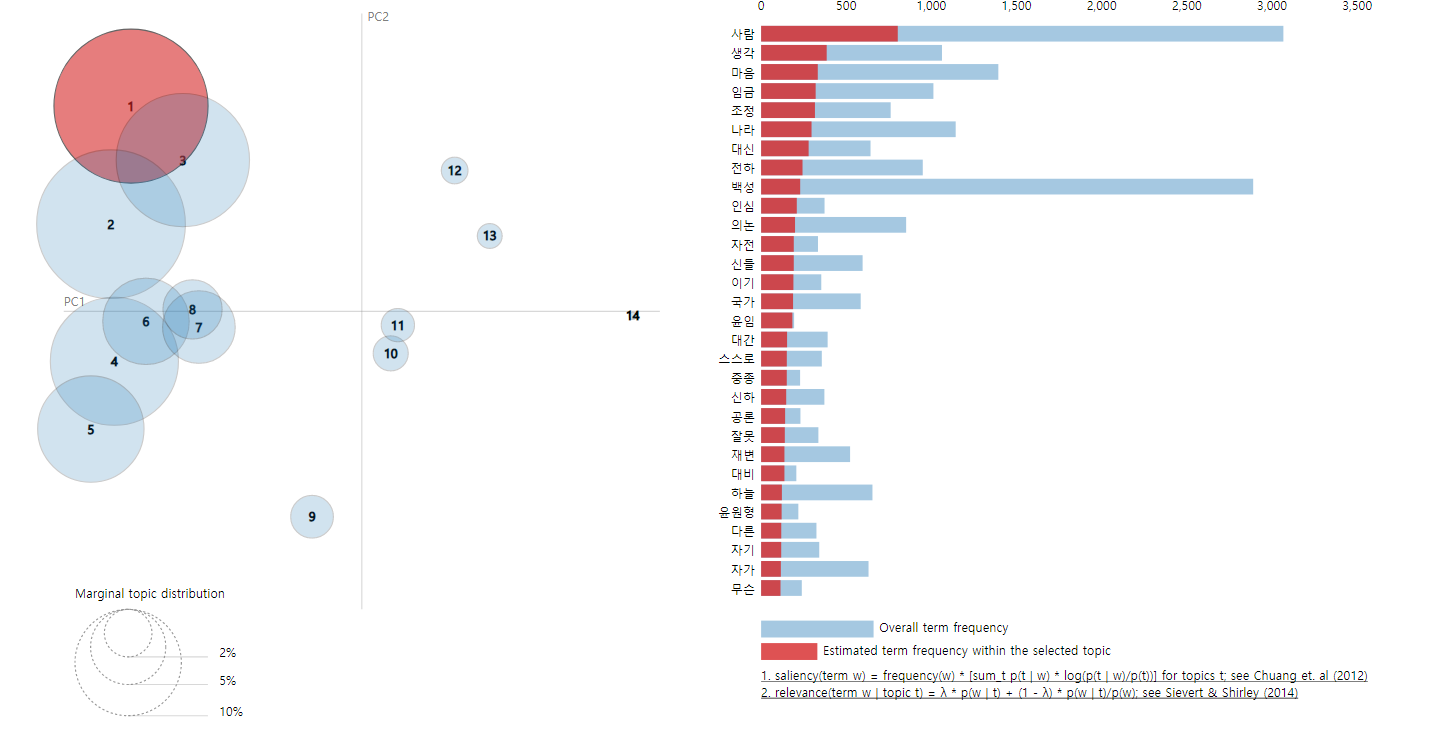 PC2
1
3
2
12
13
PC1
8
6
7
14
11
10
4
5
9
Marginal topic distribution
2%
5%
10%
0 500 1,000 1,500 2,000 2,500 3,000 3,500
사람
생각
마음
임금
조정
나라
대신
전하
백성
인심
의논
자전
신들
이기
국가
윤임
대간
스스로
중종
신하
공론
잘못
재변
대비
하늘
윤원형
다른
자기
자가
무슨
Overall term frequency
Estimated term frequency within the selected topic
1. saliency(term w) = frequency(w) * [sum_t p(t | w) * log(p(t | w)/p(t))] for topics t; see Chuang et. al (2012)
2. relevance(term w | topic t) = λ * p(w | t) + (1 - λ) * p(w | t)/p(w); see Sievert & Shirley (2014)